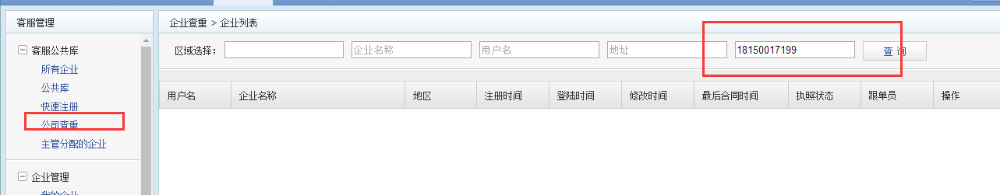 客服管理
客服公共库
所有企业
公共库
快速注册
公司查重
主管分配的企业
企业管理
我的企业
企业查重 > 企业列表
区域选择： 企业名称 用户名 地址 18150017199 查 询
用户名 企业名称 地区 注册时间 登陆时间 修改时间 最后合同时间 执照状态 跟单员 操作